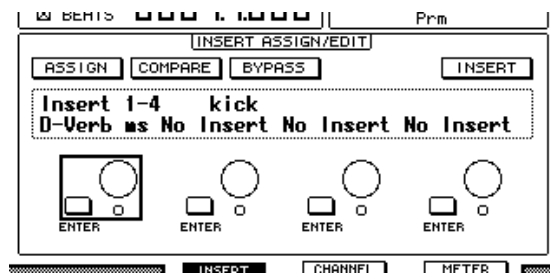 BEATS Prm
INSERT ASSIGN/EDIT
ASSIGN COMPARE BYPASS INSERT
Insert 1-4 kick
D-Verb ms No Insert No Insert No Insert
ENTER ENTER ENTER ENTER
INSERT CHANNEL METER